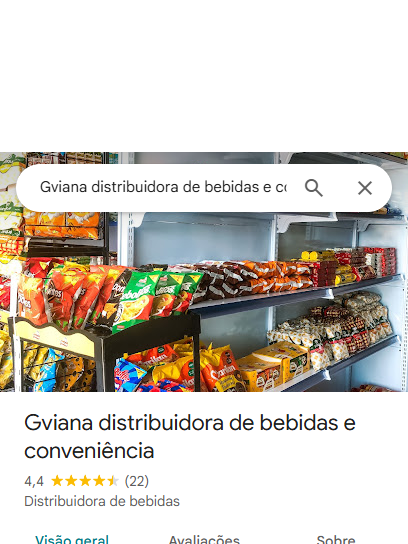 Gviana distribuidora de bebidas e co
Gviana distribuidora de bebidas e
conveniência
4,4 (22)
Distribuidora de bebidas
Visão geral Avaliações Sobre